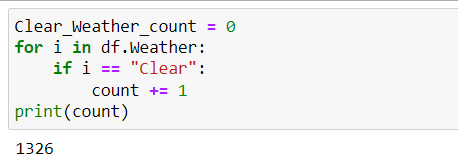 Clear_Weather_count = 0
for i in df.Weather:
    if i == "Clear":
        count += 1
print(count)
1326